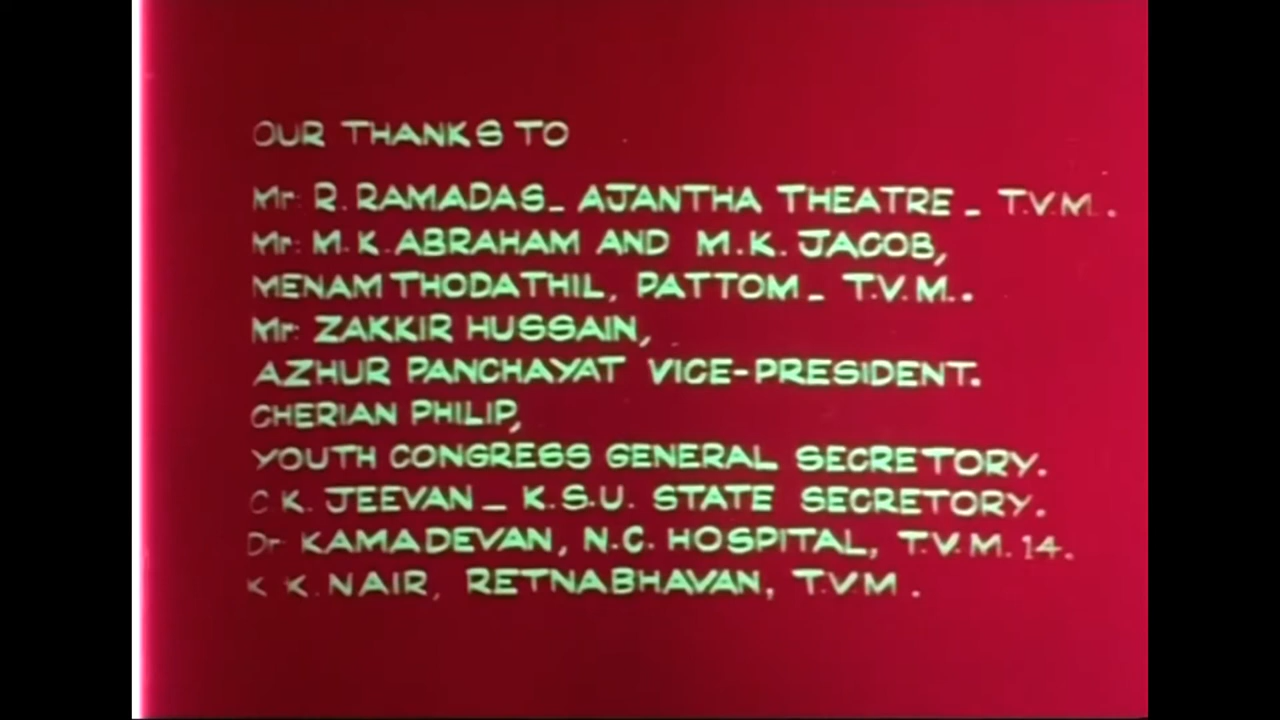 OUR THANKS TO
Mr. R. RAMADAS_ AJANTHA THEATRE _ T.V.M.
Mr. M.K. ABRAHAM AND M.K. JACOB,
MENAMTHODATHIL, PATTOM _ T.V.M..
Mr. ZAKKIR HUSSAIN,
AZHUR PANCHAYAT VICE-PRESIDENT.
CHERIAN PHILIP,
YOUTH CONGRESS GENERAL SECRETORY.
C.K. JEEVAN _ K.S.U. STATE SECRETORY.
Dr KAMADEVAN, N.C. HOSPITAL, T.V.M. 14.
K.K. NAIR, RETNABHAVAN, T.V.M.